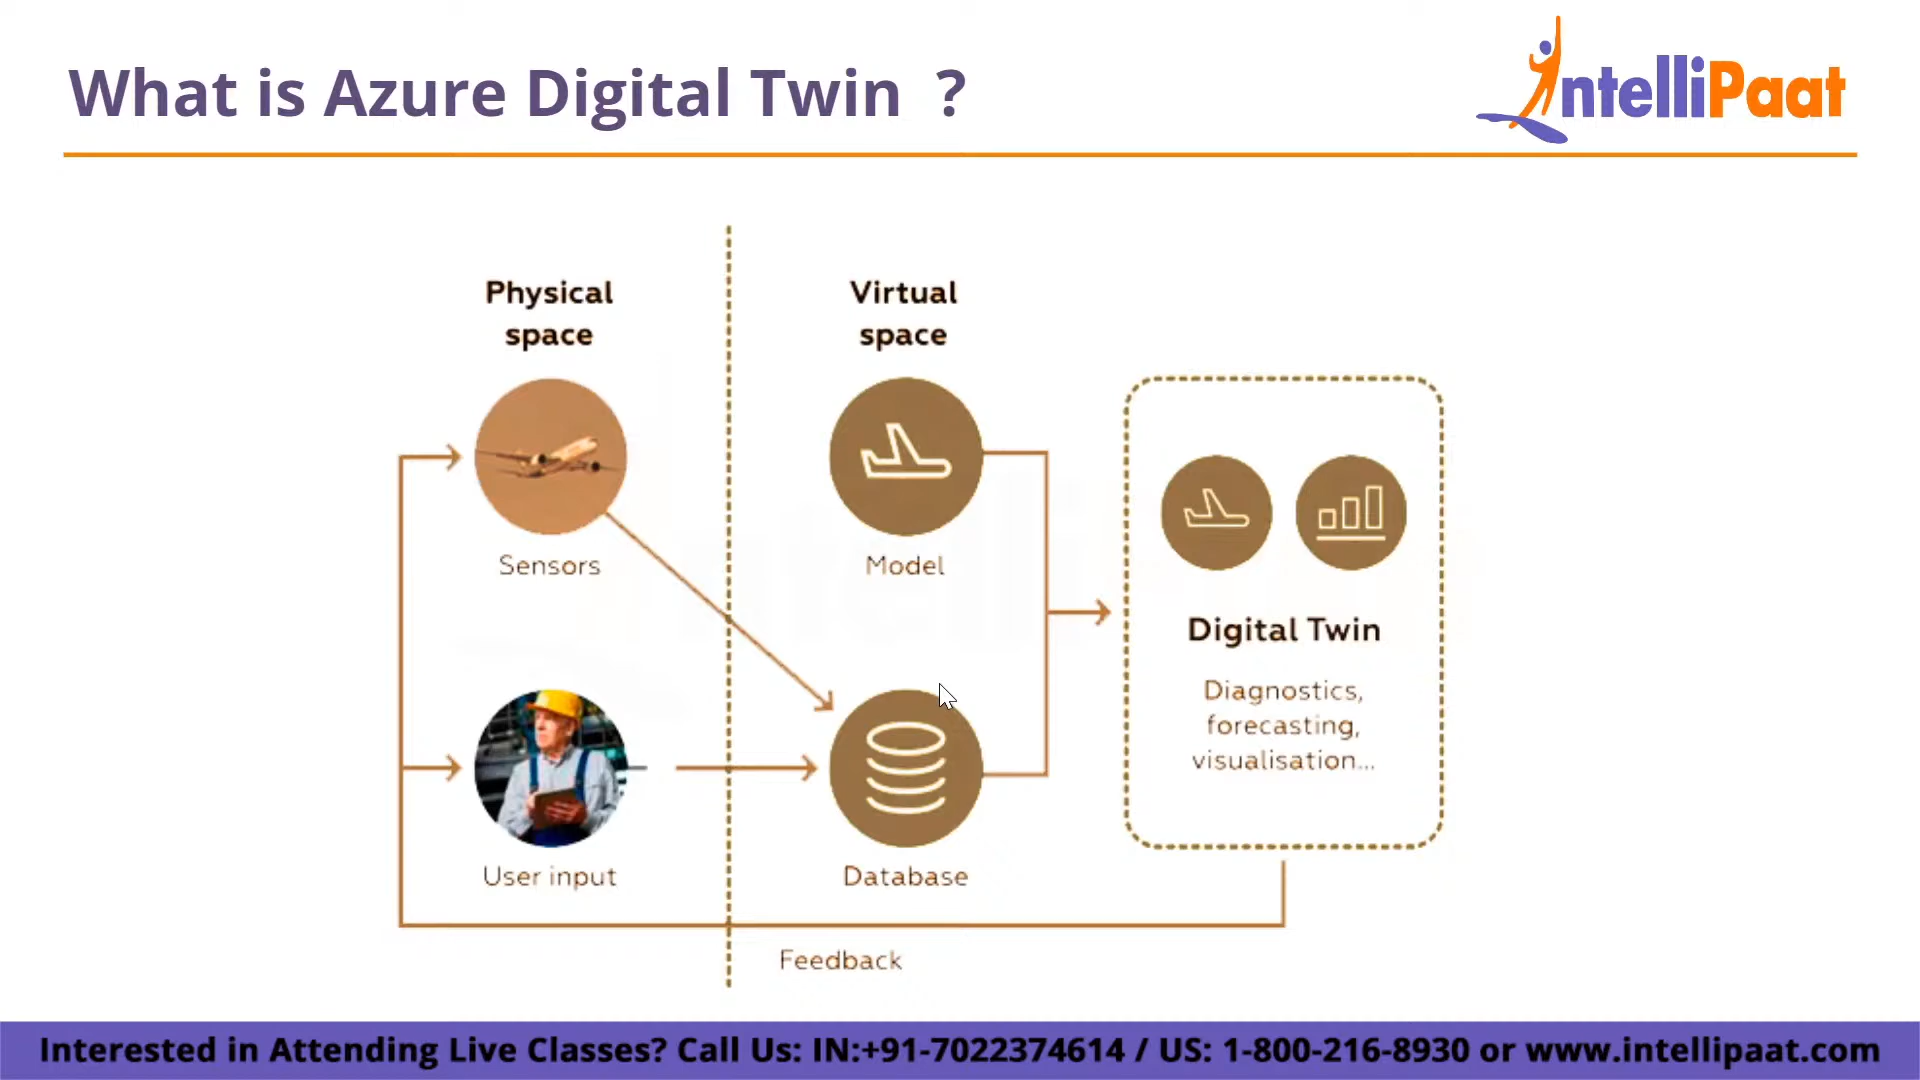 What is Azure Digital Twin ?
IntelliPaat
Physical
space
Virtual
space
Sensors
Model
Digital Twin
Diagnostics,
forecasting,
visualisation...
User input
Database
Feedback
Interested in Attending Live Classes? Call Us: IN:+91-7022374614 / US: 1-800-216-8930 or www.intellipaat.com